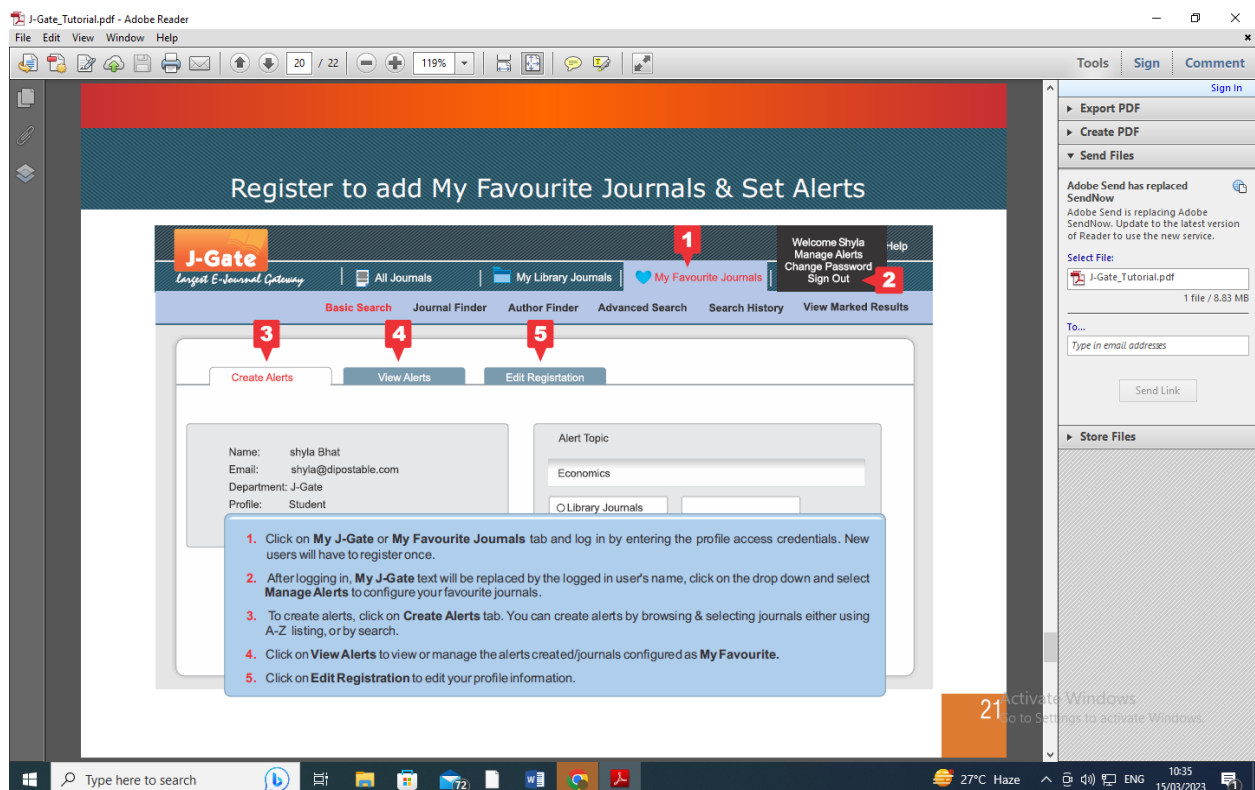 J-Gate_Tutorial.pdf - Adobe Reader
File Edit View Window Help
20 / 22 119%
Tools Sign Comment
Sign In
Export PDF
Create PDF
Send Files
Adobe Send has replaced
SendNow
Adobe Send is replacing Adobe
SendNow. Update to the latest version
of Reader to use the new service.
Select File:
J-Gate_Tutorial.pdf
1 file / 8.83 MB
To...
Type in email addresses
Send Link
Store Files
Register to add My Favourite Journals & Set Alerts
J-Gate
Largest E-Journal Gateway
All Journals
My Library Journals
My Favourite Journals
1
Welcome Shyla
Manage Alerts
Change Password
Sign Out
2
Help
Basic Search Journal Finder Author Finder Advanced Search Search History View Marked Results
3 4 5
Create Alerts View Alerts Edit Regisrtation
Name: shyla Bhat
Email: shyla@dipostable.com
Department: J-Gate
Profile: Student
Alert Topic
Economics
Library Journals
1. Click on My J-Gate or My Favourite Journals tab and log in by entering the profile access credentials. New
users will have to register once.
2. After logging in, My J-Gate text will be replaced by the logged in user's name, click on the drop down and select
Manage Alerts to configure your favourite journals.
3. To create alerts, click on Create Alerts tab. You can create alerts by browsing & selecting journals either using
A-Z listing, or by search.
4. Click on View Alerts to view or manage the alerts created/journals configured as My Favourite.
5. Click on Edit Registration to edit your profile information.
21
Activate Windows
Go to Settings to activate Windows.
Type here to search
72
27°C Haze
ENG
10:35
15/03/2023
1